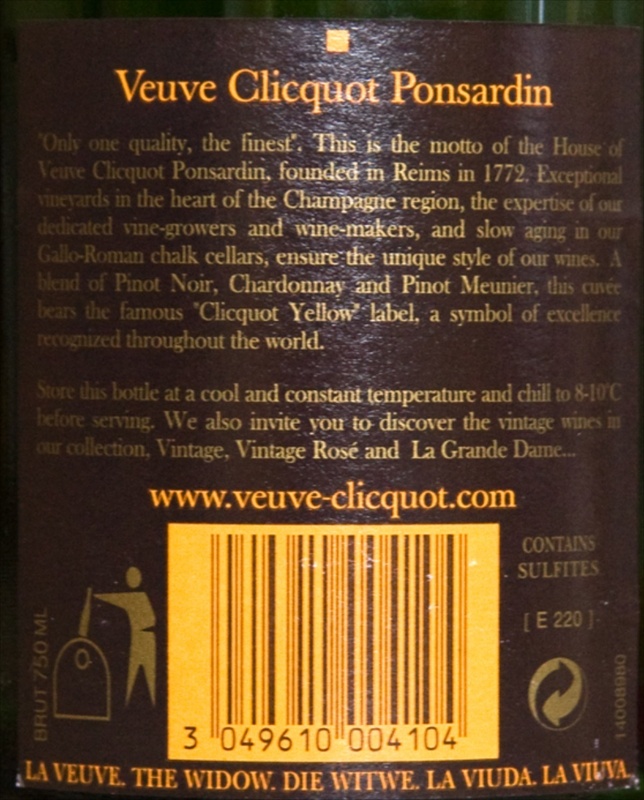 Veuve Clicquot Ponsardin
"Only one quality, the finest". This is the motto of the House of
Veuve Clicquot Ponsardin, founded in Reims in 1772. Exceptional
vineyards in the heart of the Champagne region, the expertise of our
dedicated vine-growers and wine-makers, and slow aging in our
Gallo-Roman chalk cellars, ensure the unique style of our wines. A
blend of Pinot Noir, Chardonnay and Pinot Meunier, this cuvée
bears the famous "Clicquot Yellow" label, a symbol of excellence
recognized throughout the world.
Store this bottle at a cool and constant temperature and chill to 8-10°C
before serving. We also invite you to discover the vintage wines in
our collection, Vintage, Vintage Rosé and La Grande Dame...
www.veuve-clicquot.com
CONTAINS
SULFITES
[ E 220 ]
BRUT 750 ML
14008980
3 049610 004104
LA VEUVE. THE WIDOW. DIE WITWE. LA VIUDA. LA VIUVA.